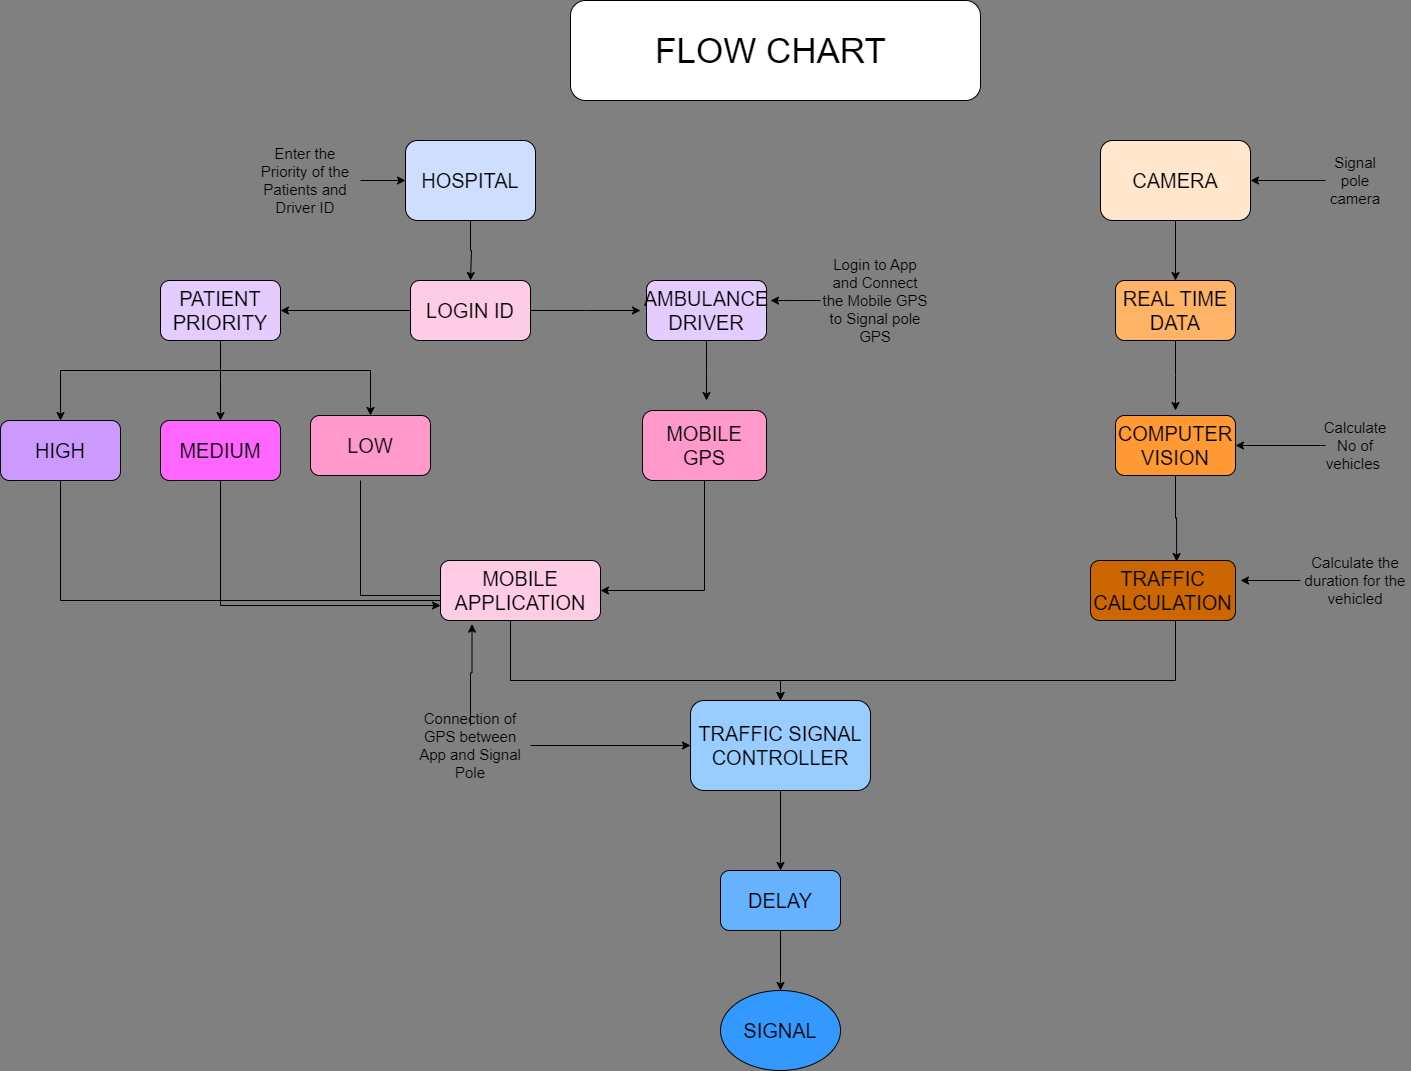 FLOW CHART
Enter the
Priority of the
Patients and
Driver ID
HOSPITAL
CAMERA
Signal
pole
camera
PATIENT
PRIORITY
LOGIN ID
AMBULANCE
DRIVER
Login to App
and Connect
the Mobile GPS
to Signal pole
GPS
REAL TIME
DATA
HIGH
MEDIUM
LOW
MOBILE
GPS
COMPUTER
VISION
Calculate
No of
vehicles
MOBILE
APPLICATION
TRAFFIC
CALCULATION
Calculate the
duration for the
vehicled
Connection of
GPS between
App and Signal
Pole
TRAFFIC SIGNAL
CONTROLLER
DELAY
SIGNAL